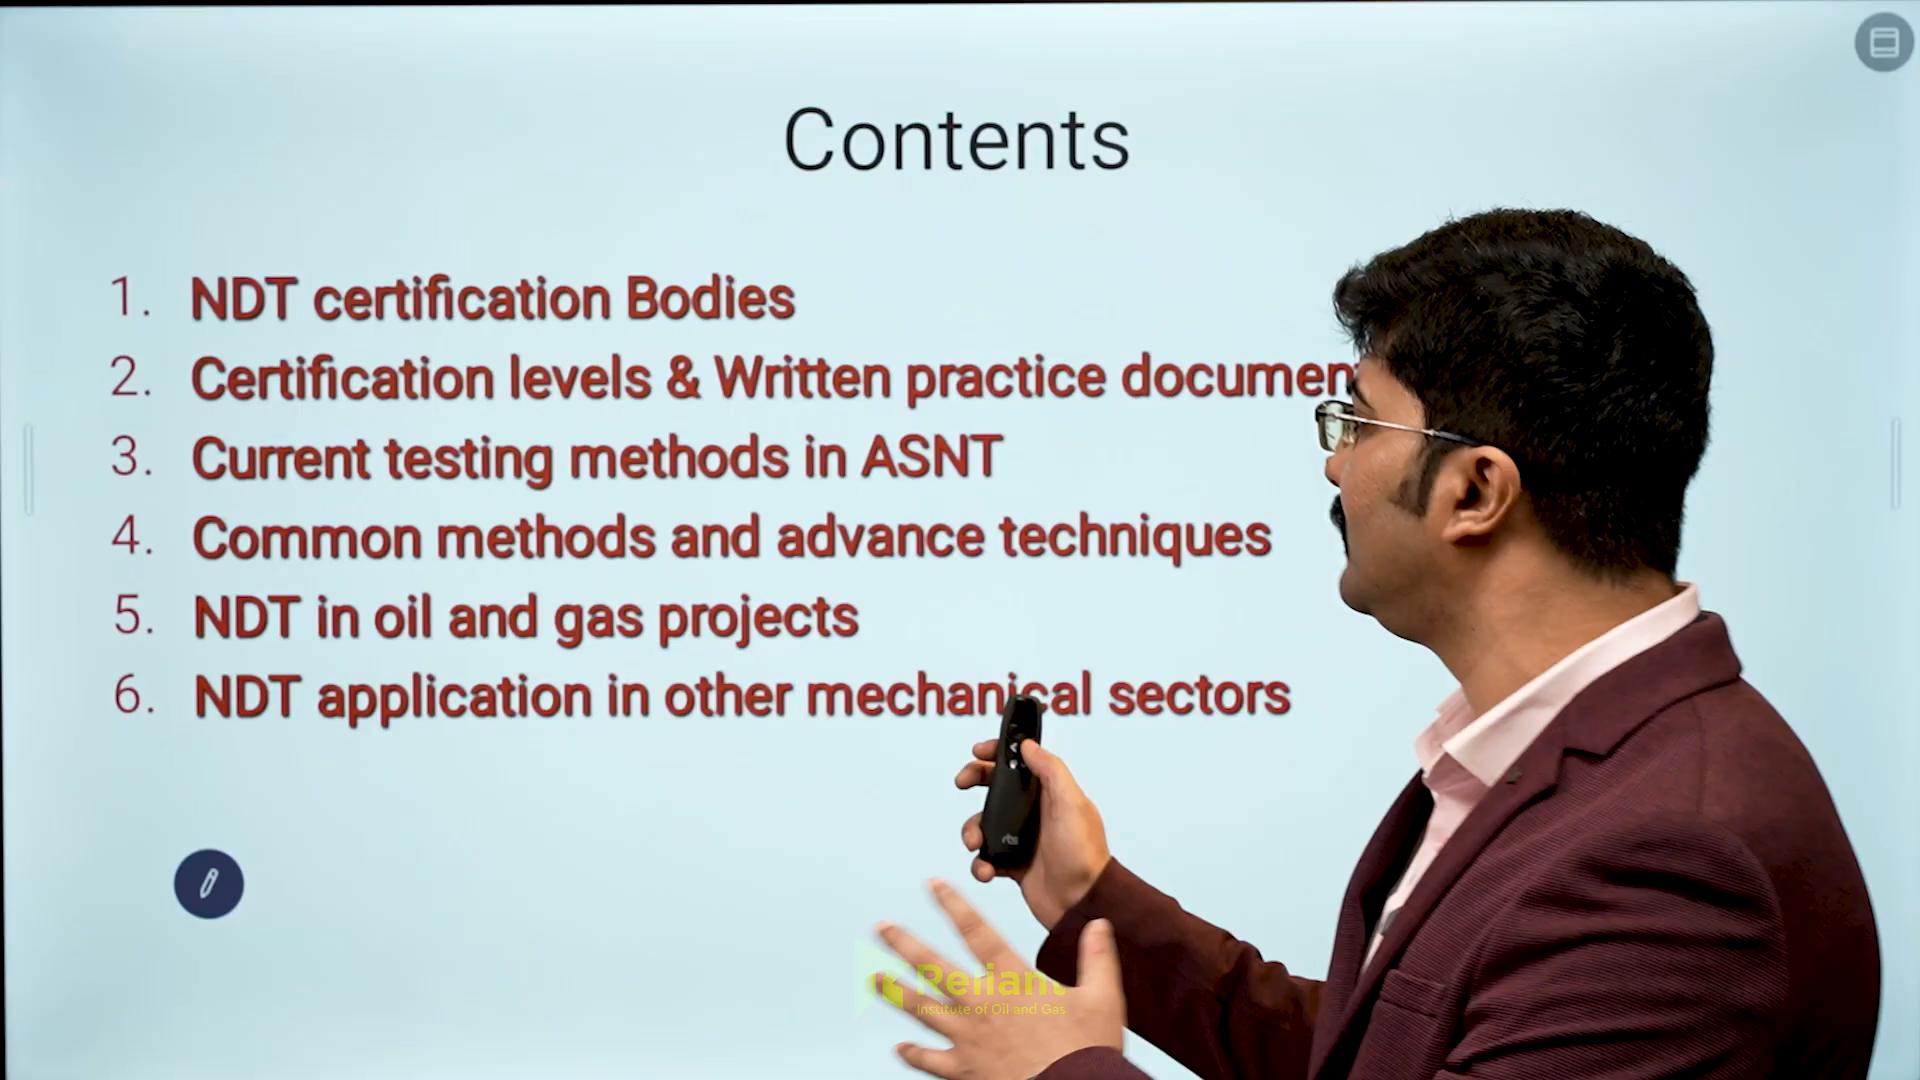 Contents
1. NDT certification Bodies
2. Certification levels & Written practice documen
3. Current testing methods in ASNT
4. Common methods and advance techniques
5. NDT in oil and gas projects
6. NDT application in other mechanical sectors
Reliant
Institute of Oil and Gas